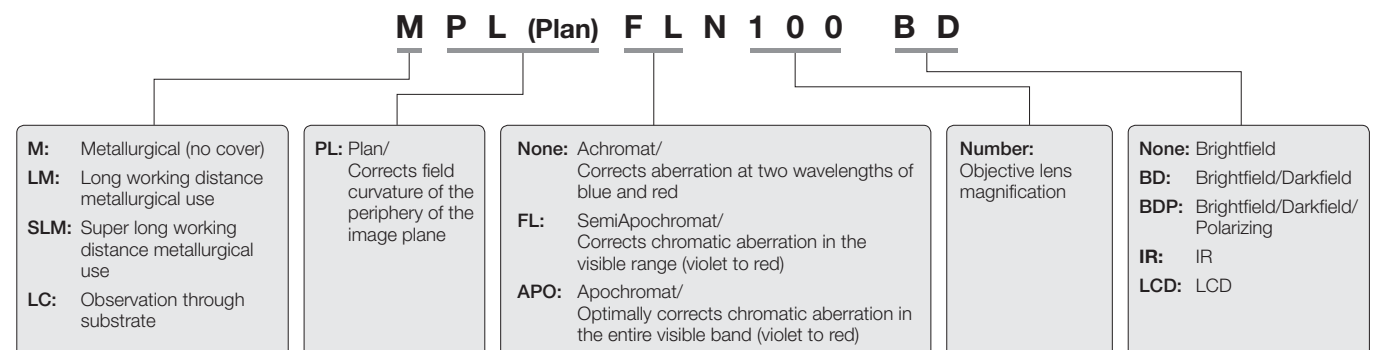 M P L (Plan) F L N 1 0 0 B D
M: Metallurgical (no cover)
LM: Long working distance
metallurgical use
SLM: Super long working
distance metallurgical
use
LC: Observation through
substrate
PL: Plan/
Corrects field
curvature of the
periphery of the
image plane
None: Achromat/
Corrects aberration at two wavelengths of
blue and red
FL: SemiApochromat/
Corrects chromatic aberration in the
visible range (violet to red)
APO: Apochromat/
Optimally corrects chromatic aberration in
the entire visible band (violet to red)
Number:
Objective lens
magnification
None: Brightfield
BD: Brightfield/Darkfield
BDP: Brightfield/Darkfield/
Polarizing
IR: IR
LCD: LCD